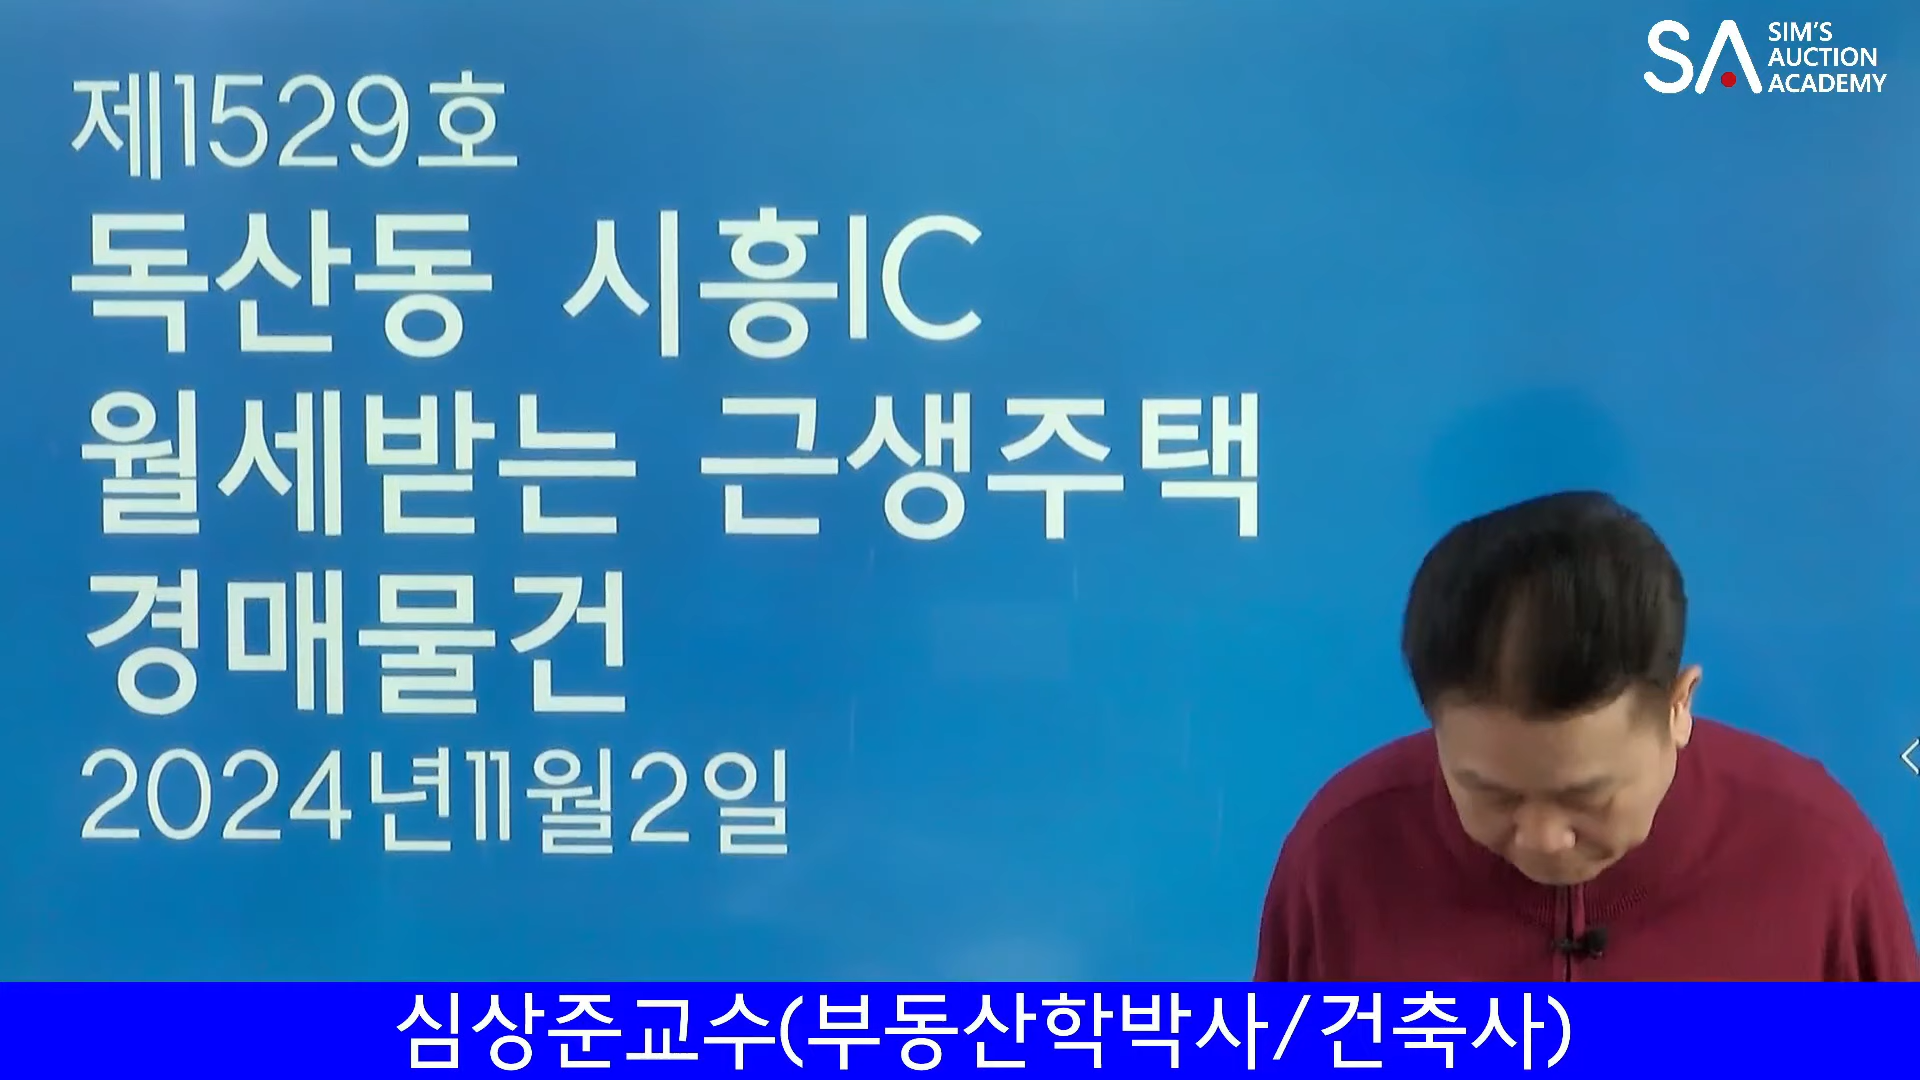 제1529호
독산동 시흥IC
월세받는 근생주택
경매물건
2024년11월2일
SA
SIM'S
AUCTION
ACADEMY
심상준교수(부동산학박사/건축사)